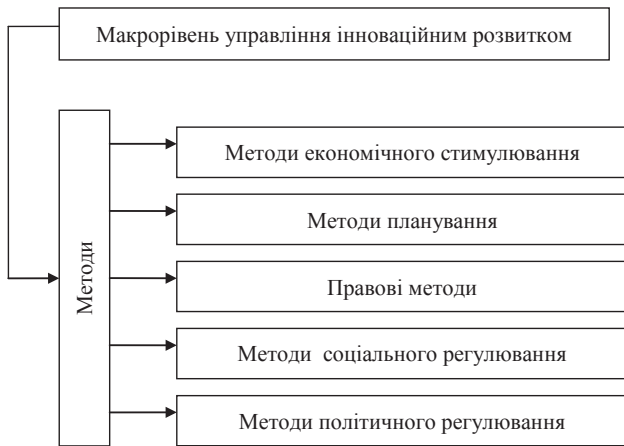 Макрорівень управління інноваційним розвитком
Методи
Методи економічного стимулювання
Методи планування
Правові методи
Методи соціального регулювання
Методи політичного регулювання